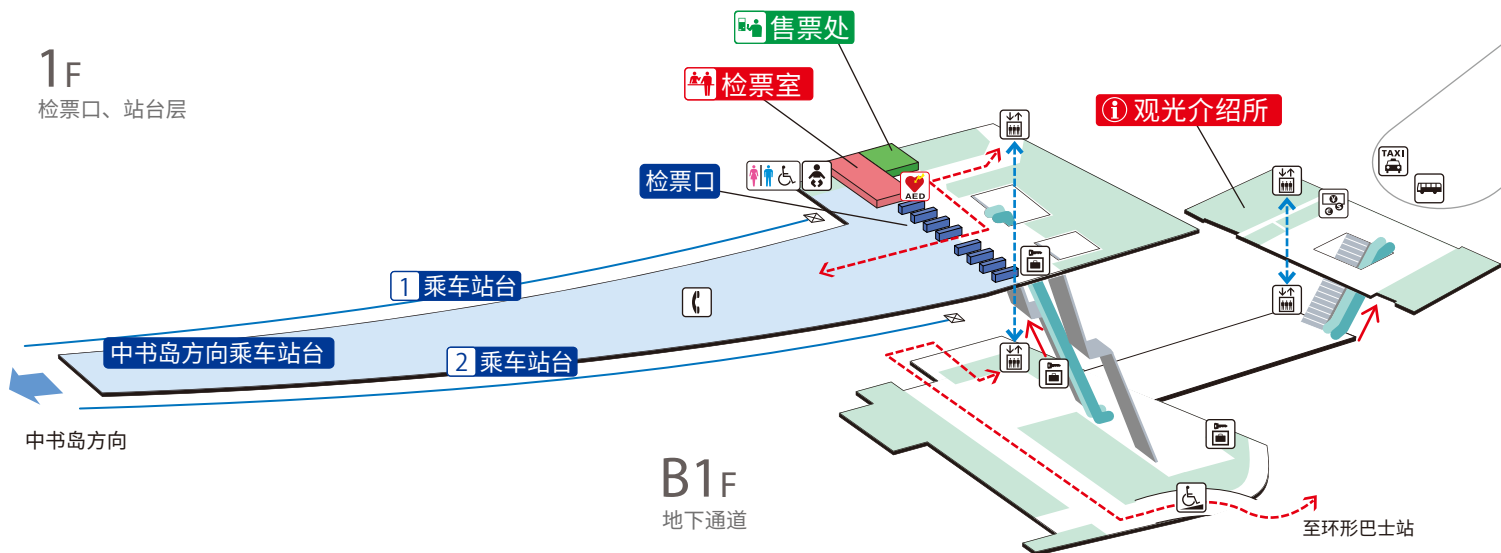 1F
检票口、站台层
售票处
检票室
观光介绍所
TAXI
检票口
AED
1 乘车站台
中书岛方向乘车站台
2 乘车站台
中书岛方向
B1F
地下通道
至环形巴士站